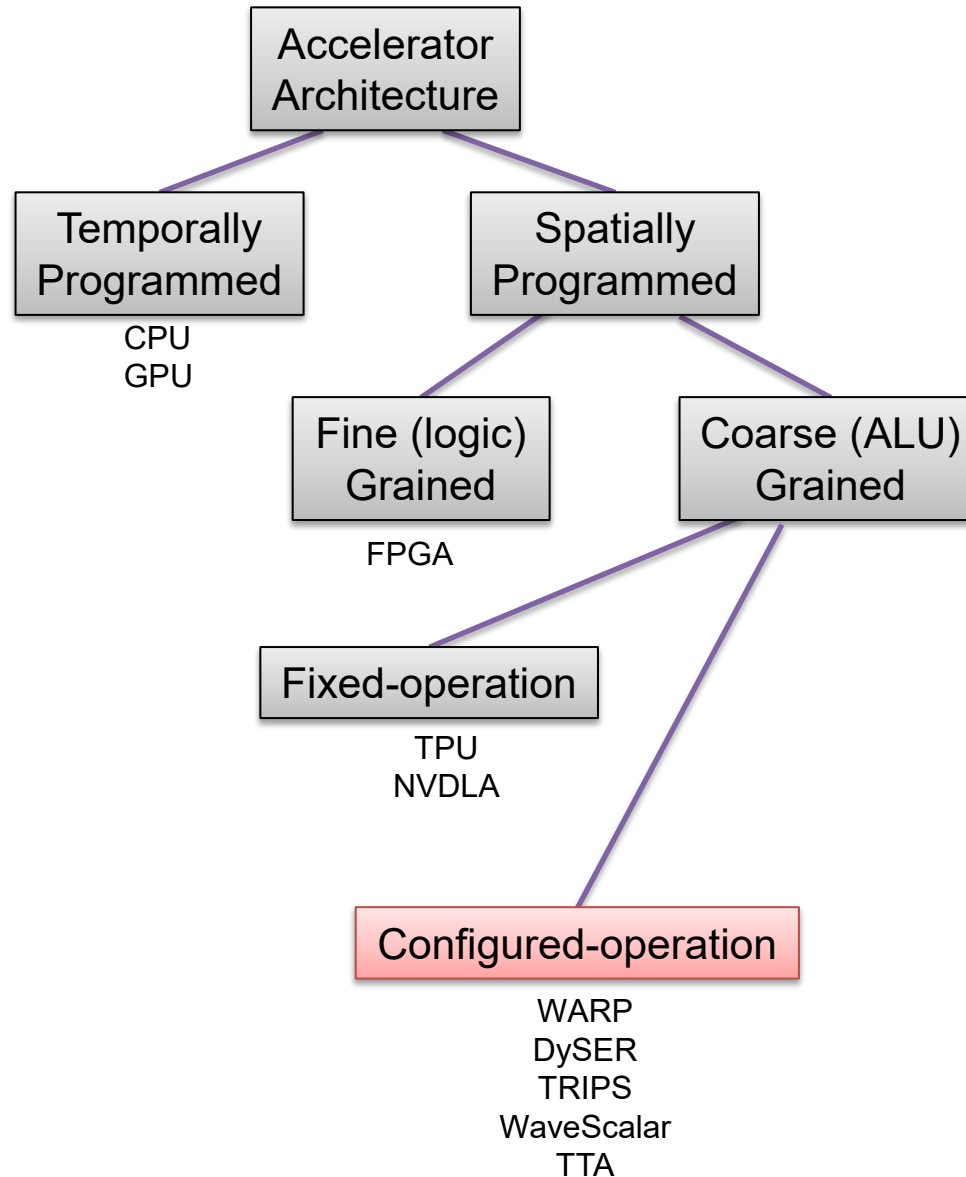 Accelerator
Architecture
Temporally
Programmed
Spatially
Programmed
CPU
GPU
Fine (logic)
Grained
Coarse (ALU)
Grained
FPGA
Fixed-operation
TPU
NVDLA
Configured-operation
WARP
DySER
TRIPS
WaveScalar
TTA